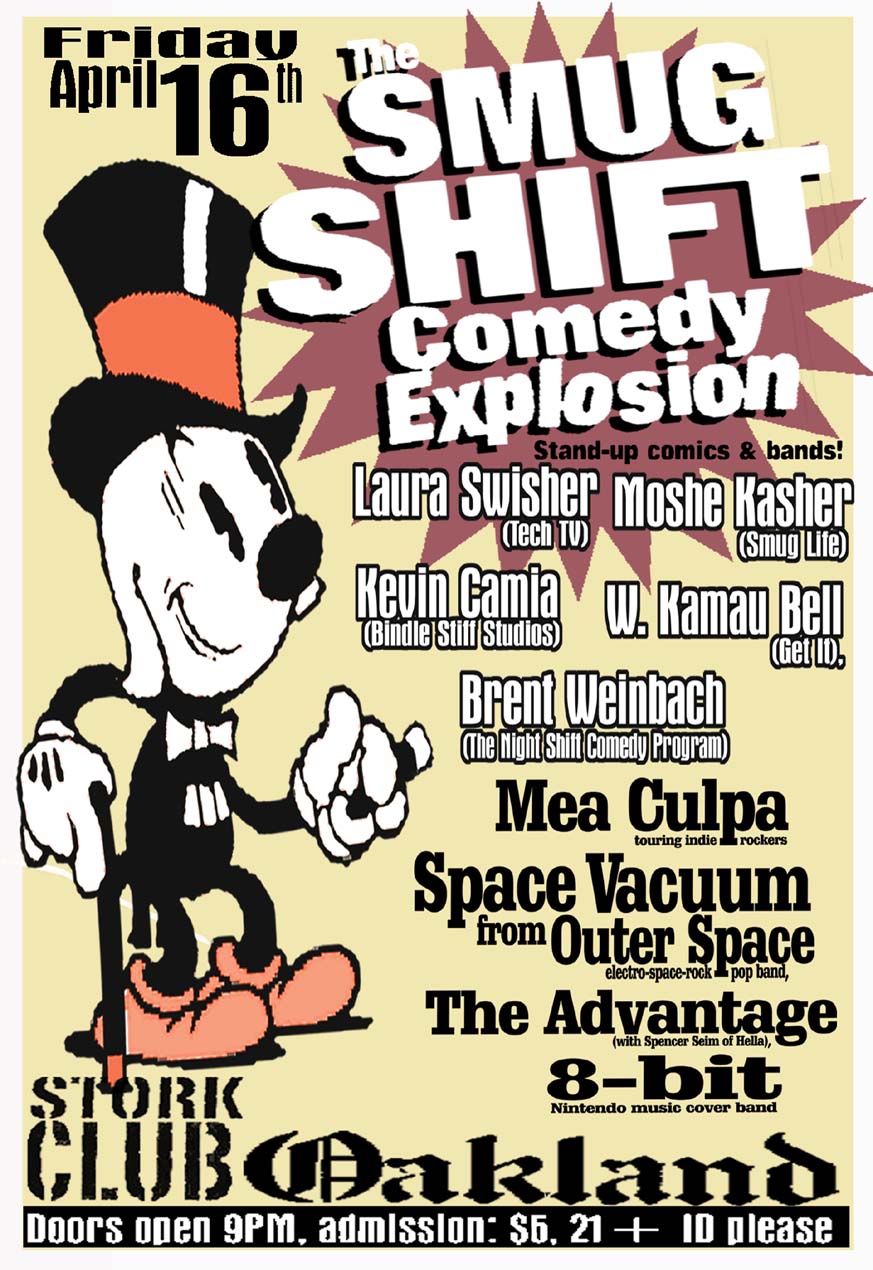 Friday
April 16th
The
SMUG
SHIFT
Comedy
Explosion
Stand-up comics & bands!
Laura Swisher
(Tech TV)
Moshe Kasher
(Smug Life)
Kevin Camia
(Bindle Stiff Studios)
W. Kamau Bell
(Get It),
Brent Weinbach
(The Night Shift Comedy Program)
Mea Culpa
touring indie rockers
Space Vacuum
from Outer Space
electro-space-rock pop band,
The Advantage
(with Spencer Seim of Hella),
8-bit
Nintendo music cover band
STORK
CLUB Oakland
Doors open 9PM, admission: $5, 21 + ID please